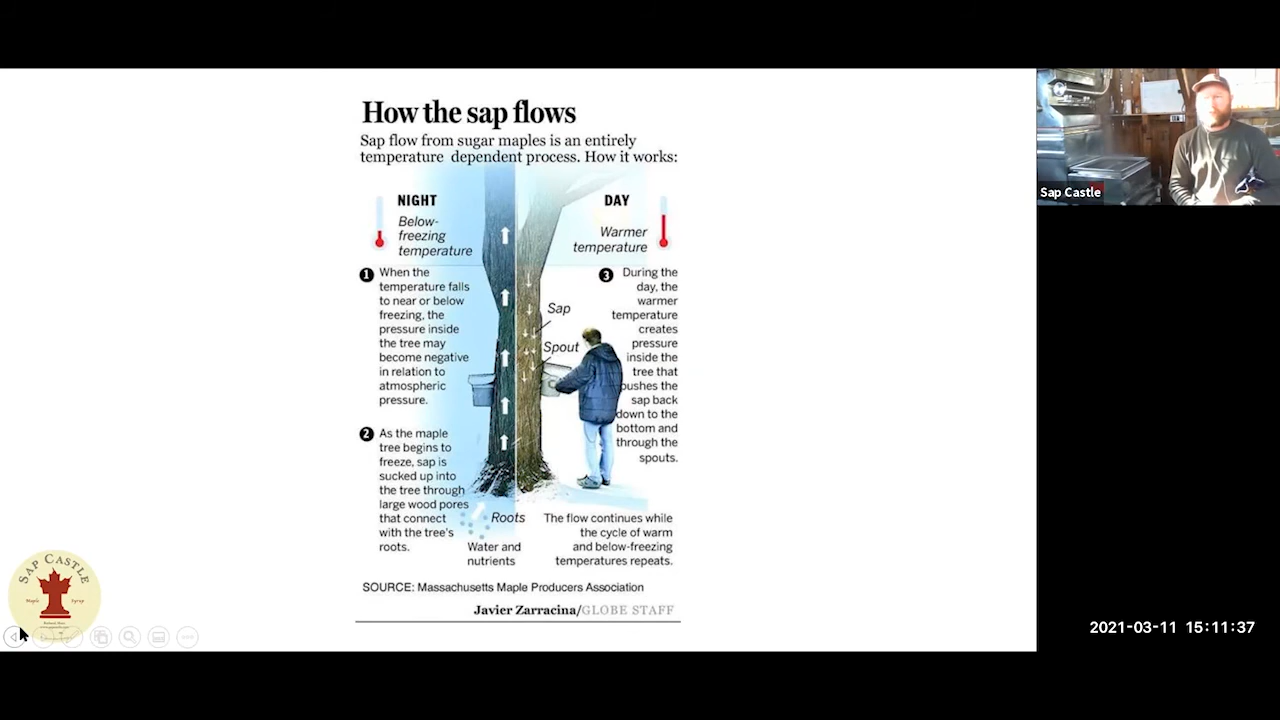 How the sap flows
Sap flow from sugar maples is an entirely
temperature dependent process. How it works:
NIGHT
Below-
freezing
temperature
DAY
Warmer
temperature
1 When the
temperature falls
to near or below
freezing, the
pressure inside
the tree may
become negative
in relation to
atmospheric
pressure.
2 As the maple
tree begins to
freeze, sap is
sucked up into
the tree through
large wood pores
that connect
with the tree's
roots.
Sap
Spout
3 During the
day, the
warmer
temperature
creates
pressure
inside the
tree that
pushes the
sap back
down to the
bottom and
through the
spouts.
Roots
Water and
nutrients
The flow continues while
the cycle of warm
and below-freezing
temperatures repeats.
SOURCE: Massachusetts Maple Producers Association
Javier Zarracina/GLOBE STAFF
SAP CASTLE
Maple Syrup
Sap Castle
2021-03-11 15:11:37